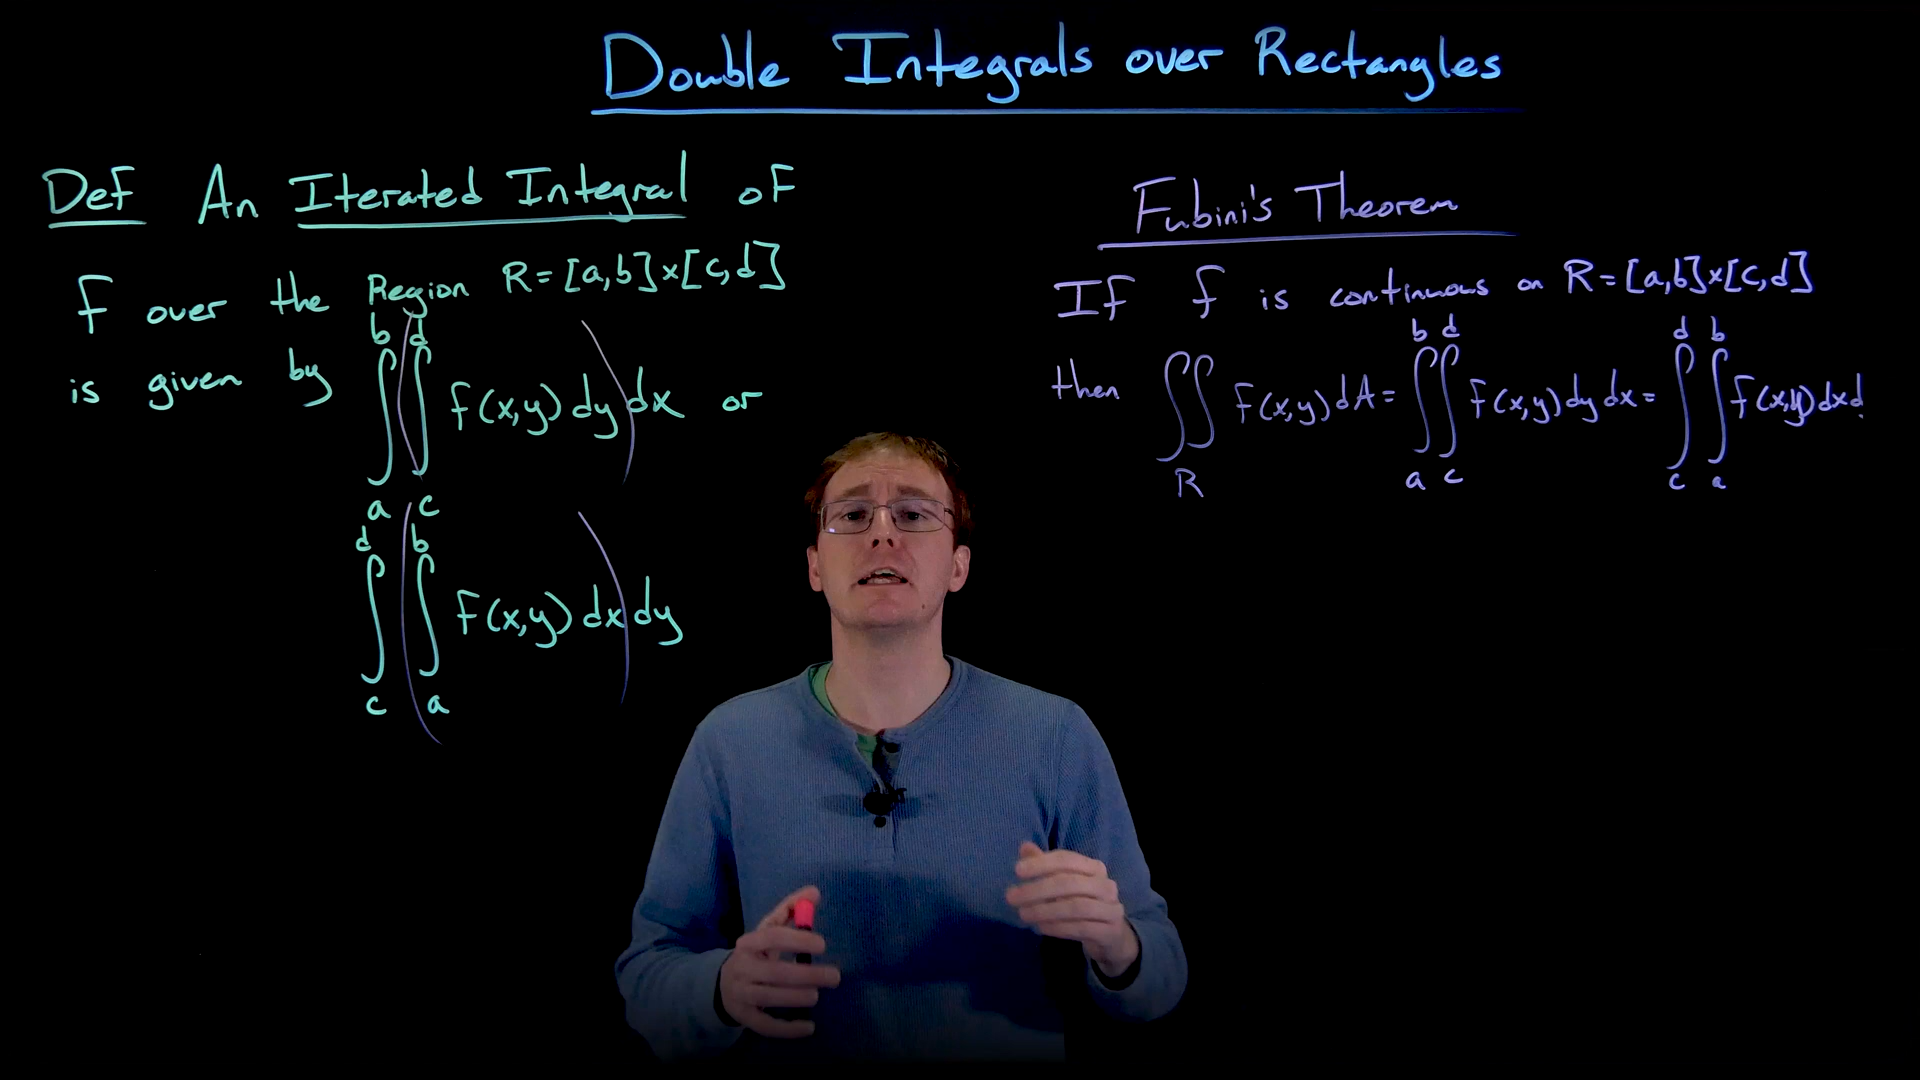 Double Integrals over Rectangles
Def An Iterated Integral of
f over the Region R=[a,b]×[c,d]
is given by ∫_a^b (∫_c^d f(x,y) dy) dx or
∫_c^d (∫_a^b f(x,y) dx) dy
Fubini's Theorem
If f is continuous on R=[a,b]×[c,d]
then ∬_R f(x,y) dA = ∫_a^b ∫_c^d f(x,y) dy dx = ∫_c^d ∫_a^b f(x,y) dx d